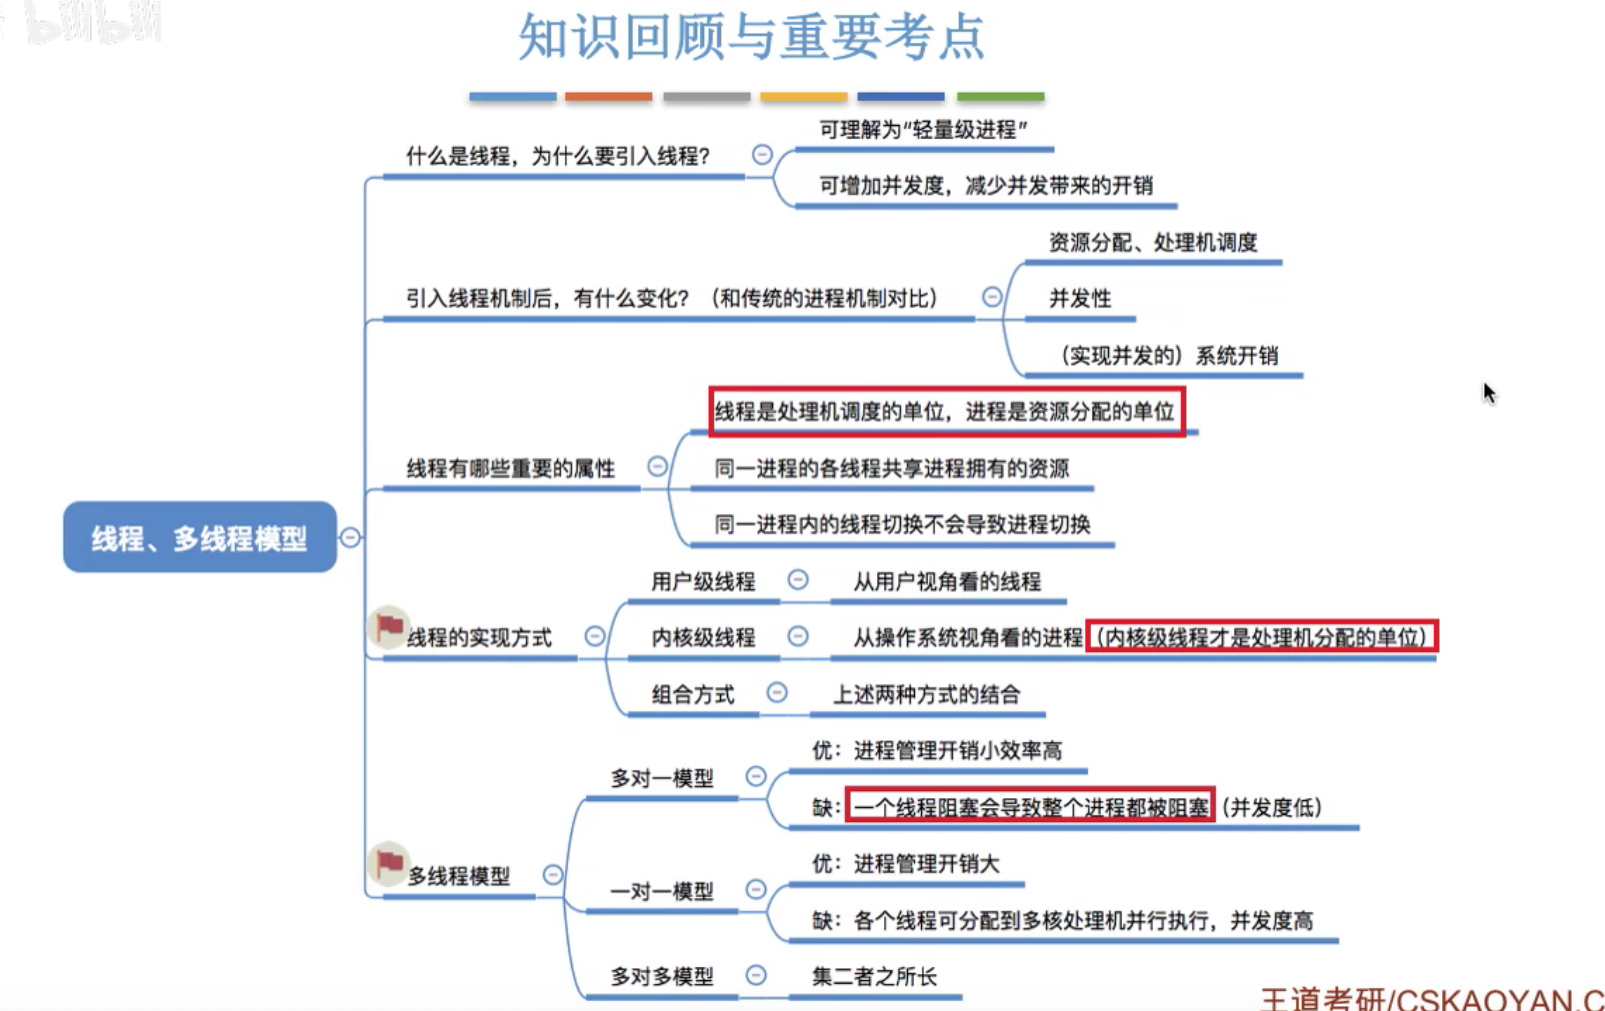 bilibili
知识回顾与重要考点
什么是线程，为什么要引入线程？
可理解为“轻量级进程”
可增加并发度，减少并发带来的开销
引入线程机制后，有什么变化？（和传统的进程机制对比）
资源分配、处理机调度
并发性
（实现并发的）系统开销
线程有哪些重要的属性
线程是处理机调度的单位，进程是资源分配的单位
同一进程的各线程共享进程拥有的资源
同一进程内的线程切换不会导致进程切换
线程、多线程模型
线程的实现方式
用户级线程
从用户视角看的线程
内核级线程
从操作系统视角看的进程（内核级线程才是处理机分配的单位）
组合方式
上述两种方式的结合
多线程模型
多对一模型
优：进程管理开销小效率高
缺：一个线程阻塞会导致整个进程都被阻塞（并发度低）
一对一模型
优：进程管理开销大
缺：各个线程可分配到多核处理机并行执行，并发度高
多对多模型
集二者之所长
王道考研/CSKAOYAN.C